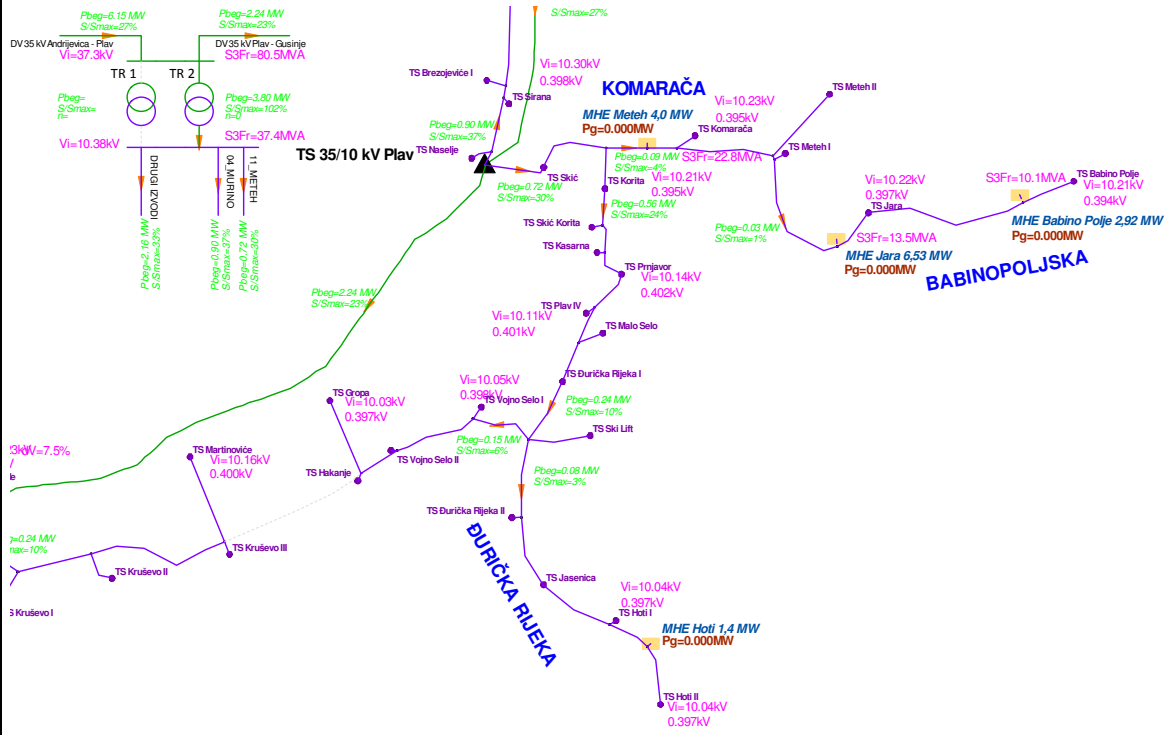 Pbeg=6.15 MW
S/Smax=27%
Pbeg=2.24 MW
S/Smax=23%
DV 35 kV Andrijevica - Plav
Vi=37.3kV
DV 35 kV Plav - Gusinje
S3Fr=80.5MVA
TR 1
TR 2
Pbeg=
S/Smax=
n=
Pbeg=3.80 MW
S/Smax=102%
n=0
Vi=10.38kV
S3Fr=37.4MVA
DRUGI IZVODI
04_MURINO
11_METEH
Pbeg=2.16 MW
S/Smax=33%
Pbeg=0.90 MW
S/Smax=37%
Pbeg=0.72 MW
S/Smax=30%
S/Smax=27%
TS Brezojeviće I
Vi=10.30kV
0.398kV
TS Sirana
Pbeg=0.90 MW
S/Smax=37%
TS 35/10 kV Plav
TS Naselje
TS Skić
Pbeg=0.72 MW
S/Smax=30%
KOMARAČA
MHE Meteh 4,0 MW
Pg=0.000MW
Vi=10.23kV
0.395kV
TS Komarača
TS Meteh II
TS Meteh I
Pbeg=0.09 MW
S/Smax=4%
S3Fr=22.8MVA
TS Korita
Vi=10.21kV
0.395kV
Pbeg=0.56 MW
S/Smax=24%
TS Skić Korita
TS Kasarna
TS Prnjavor
Vi=10.14kV
0.402kV
Vi=10.22kV
0.397kV
TS Jara
S3Fr=10.1MVA
TS Babino Polje
Vi=10.21kV
0.394kV
MHE Babino Polje 2,92 MW
Pg=0.000MW
Pbeg=0.03 MW
S/Smax=1%
S3Fr=13.5MVA
MHE Jara 6,53 MW
Pg=0.000MW
BABINOPOLJSKA
Pbeg=2.24 MW
S/Smax=23%
TS Plav IV
Vi=10.11kV
0.401kV
TS Malo Selo
TS Đurička Rijeka I
Vi=10.05kV
0.398kV
TS Vojno Selo I
Pbeg=0.24 MW
S/Smax=10%
TS Gropa
Vi=10.03kV
0.397kV
TS Ski Lift
Pbeg=0.15 MW
S/Smax=6%
TS Vojno Selo II
TS Hakanje
Pbeg=0.08 MW
S/Smax=3%
dV=7.5%
TS Martinoviće
Vi=10.16kV
0.400kV
TS Đurička Rijeka II
=0.24 MW
max=10%
TS Kruševo III
TS Kruševo II
S Kruševo I
ĐURIČKA RIJEKA
TS Jasenica
Vi=10.04kV
0.397kV
TS Hoti I
MHE Hoti 1,4 MW
Pg=0.000MW
TS Hoti II
Vi=10.04kV
0.397kV